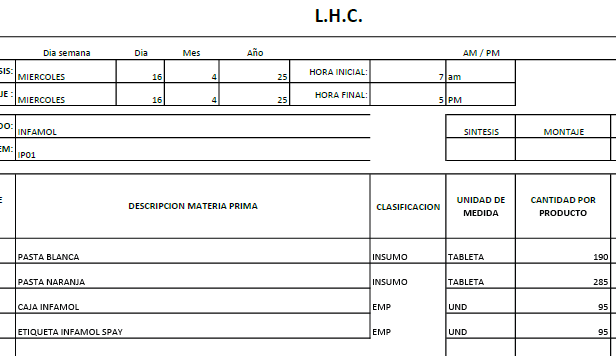 L.H.C.
Dia semana Dia Mes Año AM / PM
SIS: MIERCOLES 16 4 25 HORA INICIAL: 7 am
JE : MIERCOLES 16 4 25 HORA FINAL: 5 PM
DO: INFAMOL SINTESIS MONTAJE
EM: IP01
E DESCRIPCION MATERIA PRIMA CLASIFICACION UNIDAD DE MEDIDA CANTIDAD POR PRODUCTO
PASTA BLANCA INSUMO TABLETA 190
PASTA NARANJA INSUMO TABLETA 285
CAJA INFAMOL EMP UND 95
ETIQUETA INFAMOL SPAY EMP UND 95